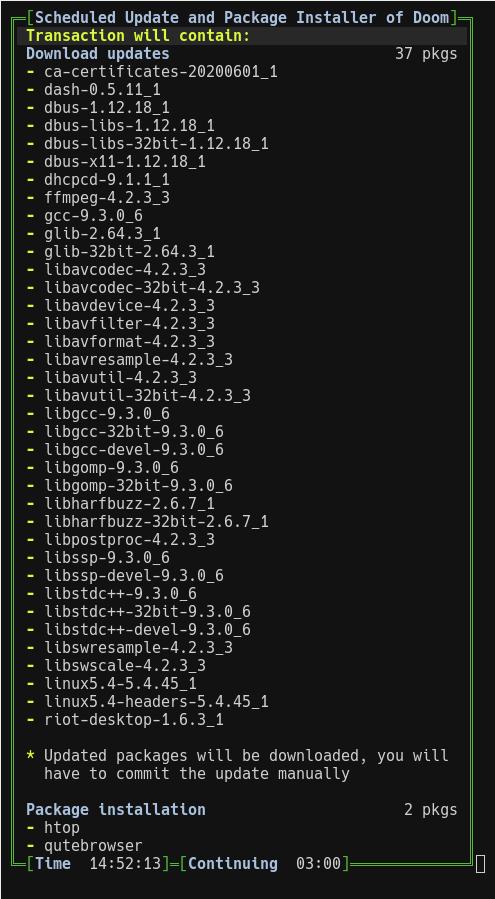 [Scheduled Update and Package Installer of Doom]
Transaction will contain:
Download updates 37 pkgs
- ca-certificates-20200601_1
- dash-0.5.11_1
- dbus-1.12.18_1
- dbus-libs-1.12.18_1
- dbus-libs-32bit-1.12.18_1
- dbus-x11-1.12.18_1
- dhcpcd-9.1.1_1
- ffmpeg-4.2.3_3
- gcc-9.3.0_6
- glib-2.64.3_1
- glib-32bit-2.64.3_1
- libavcodec-4.2.3_3
- libavcodec-32bit-4.2.3_3
- libavdevice-4.2.3_3
- libavfilter-4.2.3_3
- libavformat-4.2.3_3
- libavresample-4.2.3_3
- libavutil-4.2.3_3
- libavutil-32bit-4.2.3_3
- libgcc-9.3.0_6
- libgcc-32bit-9.3.0_6
- libgcc-devel-9.3.0_6
- libgomp-9.3.0_6
- libgomp-32bit-9.3.0_6
- libharfbuzz-2.6.7_1
- libharfbuzz-32bit-2.6.7_1
- libpostproc-4.2.3_3
- libssp-9.3.0_6
- libssp-devel-9.3.0_6
- libstdc++-9.3.0_6
- libstdc++-32bit-9.3.0_6
- libstdc++-devel-9.3.0_6
- libswresample-4.2.3_3
- libswscale-4.2.3_3
- linux5.4-5.4.45_1
- linux5.4-headers-5.4.45_1
- riot-desktop-1.6.3_1
* Updated packages will be downloaded, you will
have to commit the update manually
Package installation 2 pkgs
- htop
- qutebrowser
[Time 14:52:13]=[Continuing 03:00]